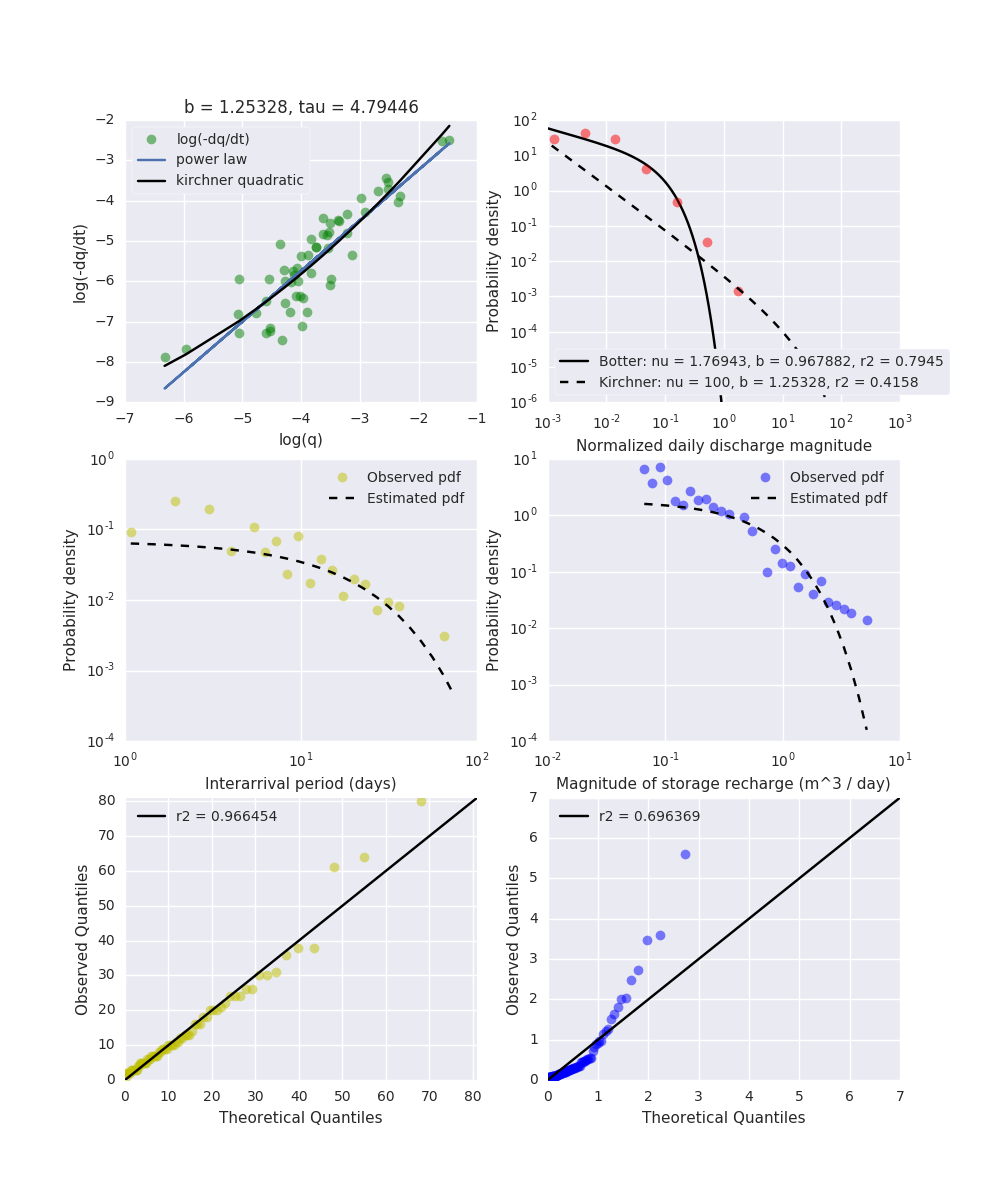 b = 1.25328, tau = 4.79446
−2
−3
−4
−5
−6
−7
−8
−9
log(-dq/dt)
log(-dq/dt)
power law
kirchner quadratic
−7 −6 −5 −4 −3 −2 −1
log(q)
10^2
10^1
10^0
10^-1
10^-2
10^-3
10^-4
10^-5
10^-6
Probability density
Botter: nu = 1.76943, b = 0.967882, r2 = 0.7945
Kirchner: nu = 100, b = 1.25328, r2 = 0.4158
10^-3 10^-2 10^-1 10^0 10^1 10^2 10^3
Normalized daily discharge magnitude
10^0
10^-1
10^-2
10^-3
10^-4
Probability density
Observed pdf
Estimated pdf
10^0 10^1 10^2
Interarrival period (days)
10^1
10^0
10^-1
10^-2
10^-3
10^-4
Probability density
Observed pdf
Estimated pdf
10^-2 10^-1 10^0 10^1
Magnitude of storage recharge (m^3 / day)
80
70
60
50
40
30
20
10
0
Observed Quantiles
r2 = 0.966454
0 10 20 30 40 50 60 70 80
Theoretical Quantiles
7
6
5
4
3
2
1
0
Observed Quantiles
r2 = 0.696369
0 1 2 3 4 5 6 7
Theoretical Quantiles